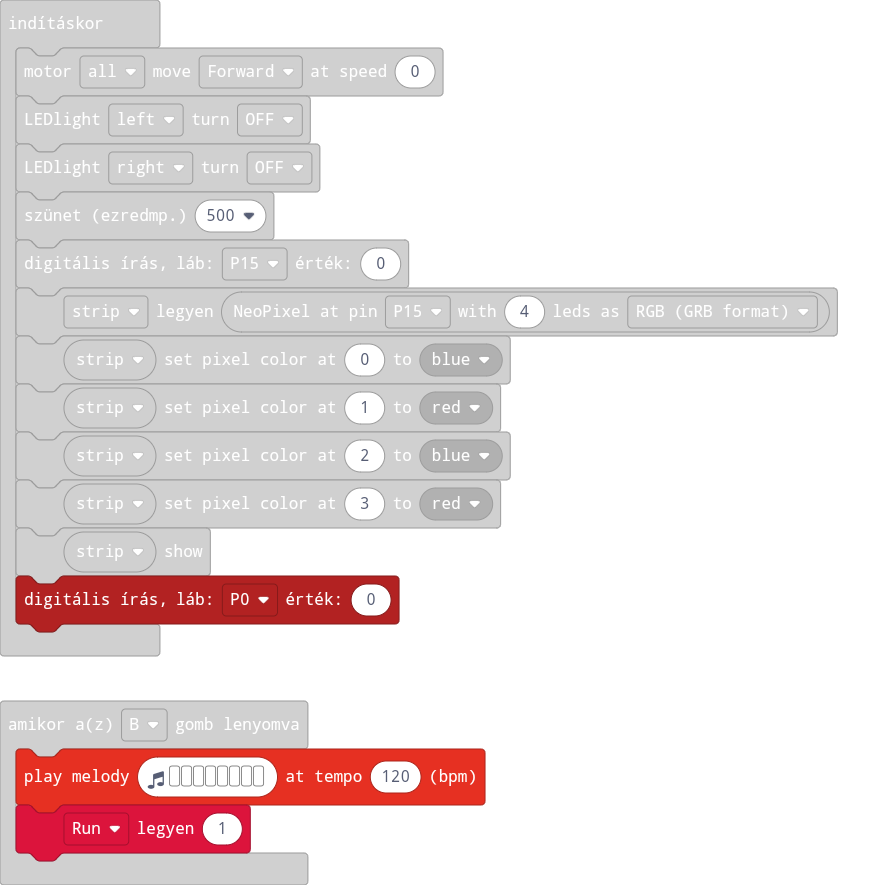 indításkor
motor all move Forward at speed 0
LEDlight left turn OFF
LEDlight right turn OFF
szünet (ezredmp.) 500
digitális írás, láb: P15 érték: 0
strip legyen NeoPixel at pin P15 with 4 leds as RGB (GRB format)
strip set pixel color at 0 to blue
strip set pixel color at 1 to red
strip set pixel color at 2 to blue
strip set pixel color at 3 to red
strip show
digitális írás, láb: P0 érték: 0
amikor a(z) B gomb lenyomva
play melody at tempo 120 (bpm)
Run legyen 1